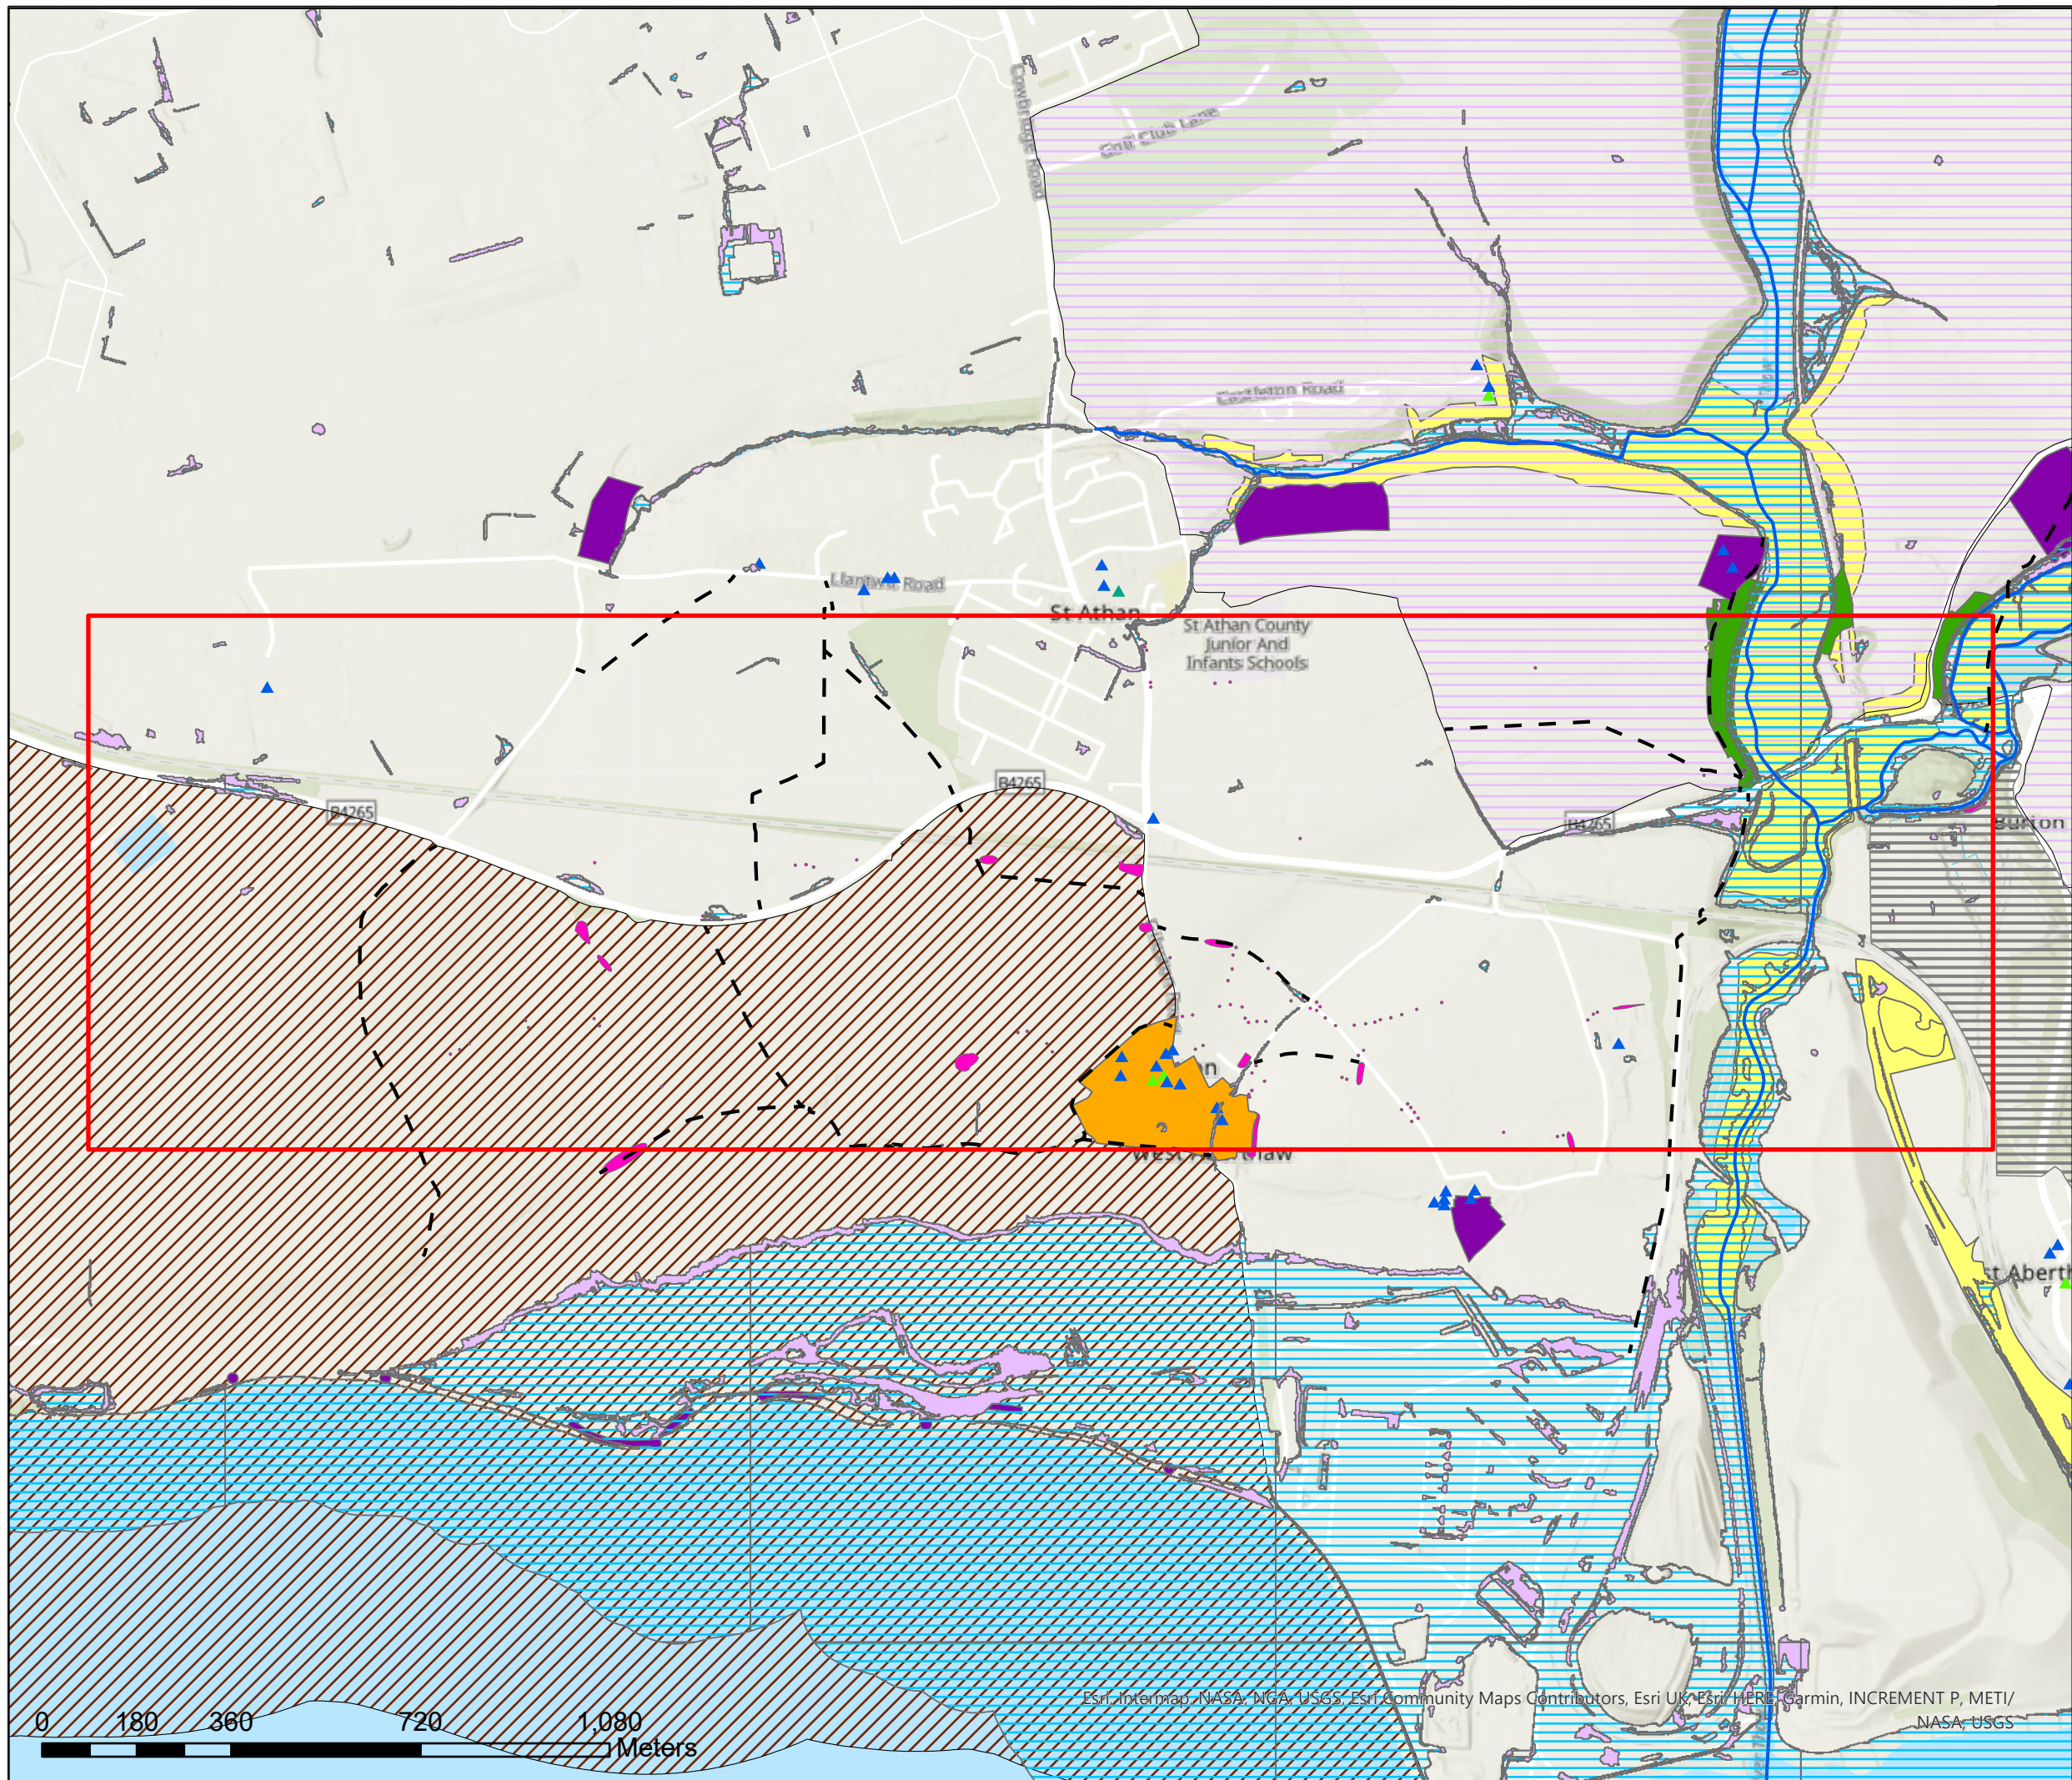 Cowbridge Road
Golf Club Lane
Castleton Road
Llantwit Road
St Athan
St Athan County
Junior And
Infants Schools
B4265
B4265
B4265
Burton
West
st Aberth
Esri, Intermap, NASA, NGA, USGS, Esri Community Maps Contributors, Esri UK, Esri, HERE, Garmin, INCREMENT P, METI/
NASA, USGS
0 180 360 720 1,080
Meters